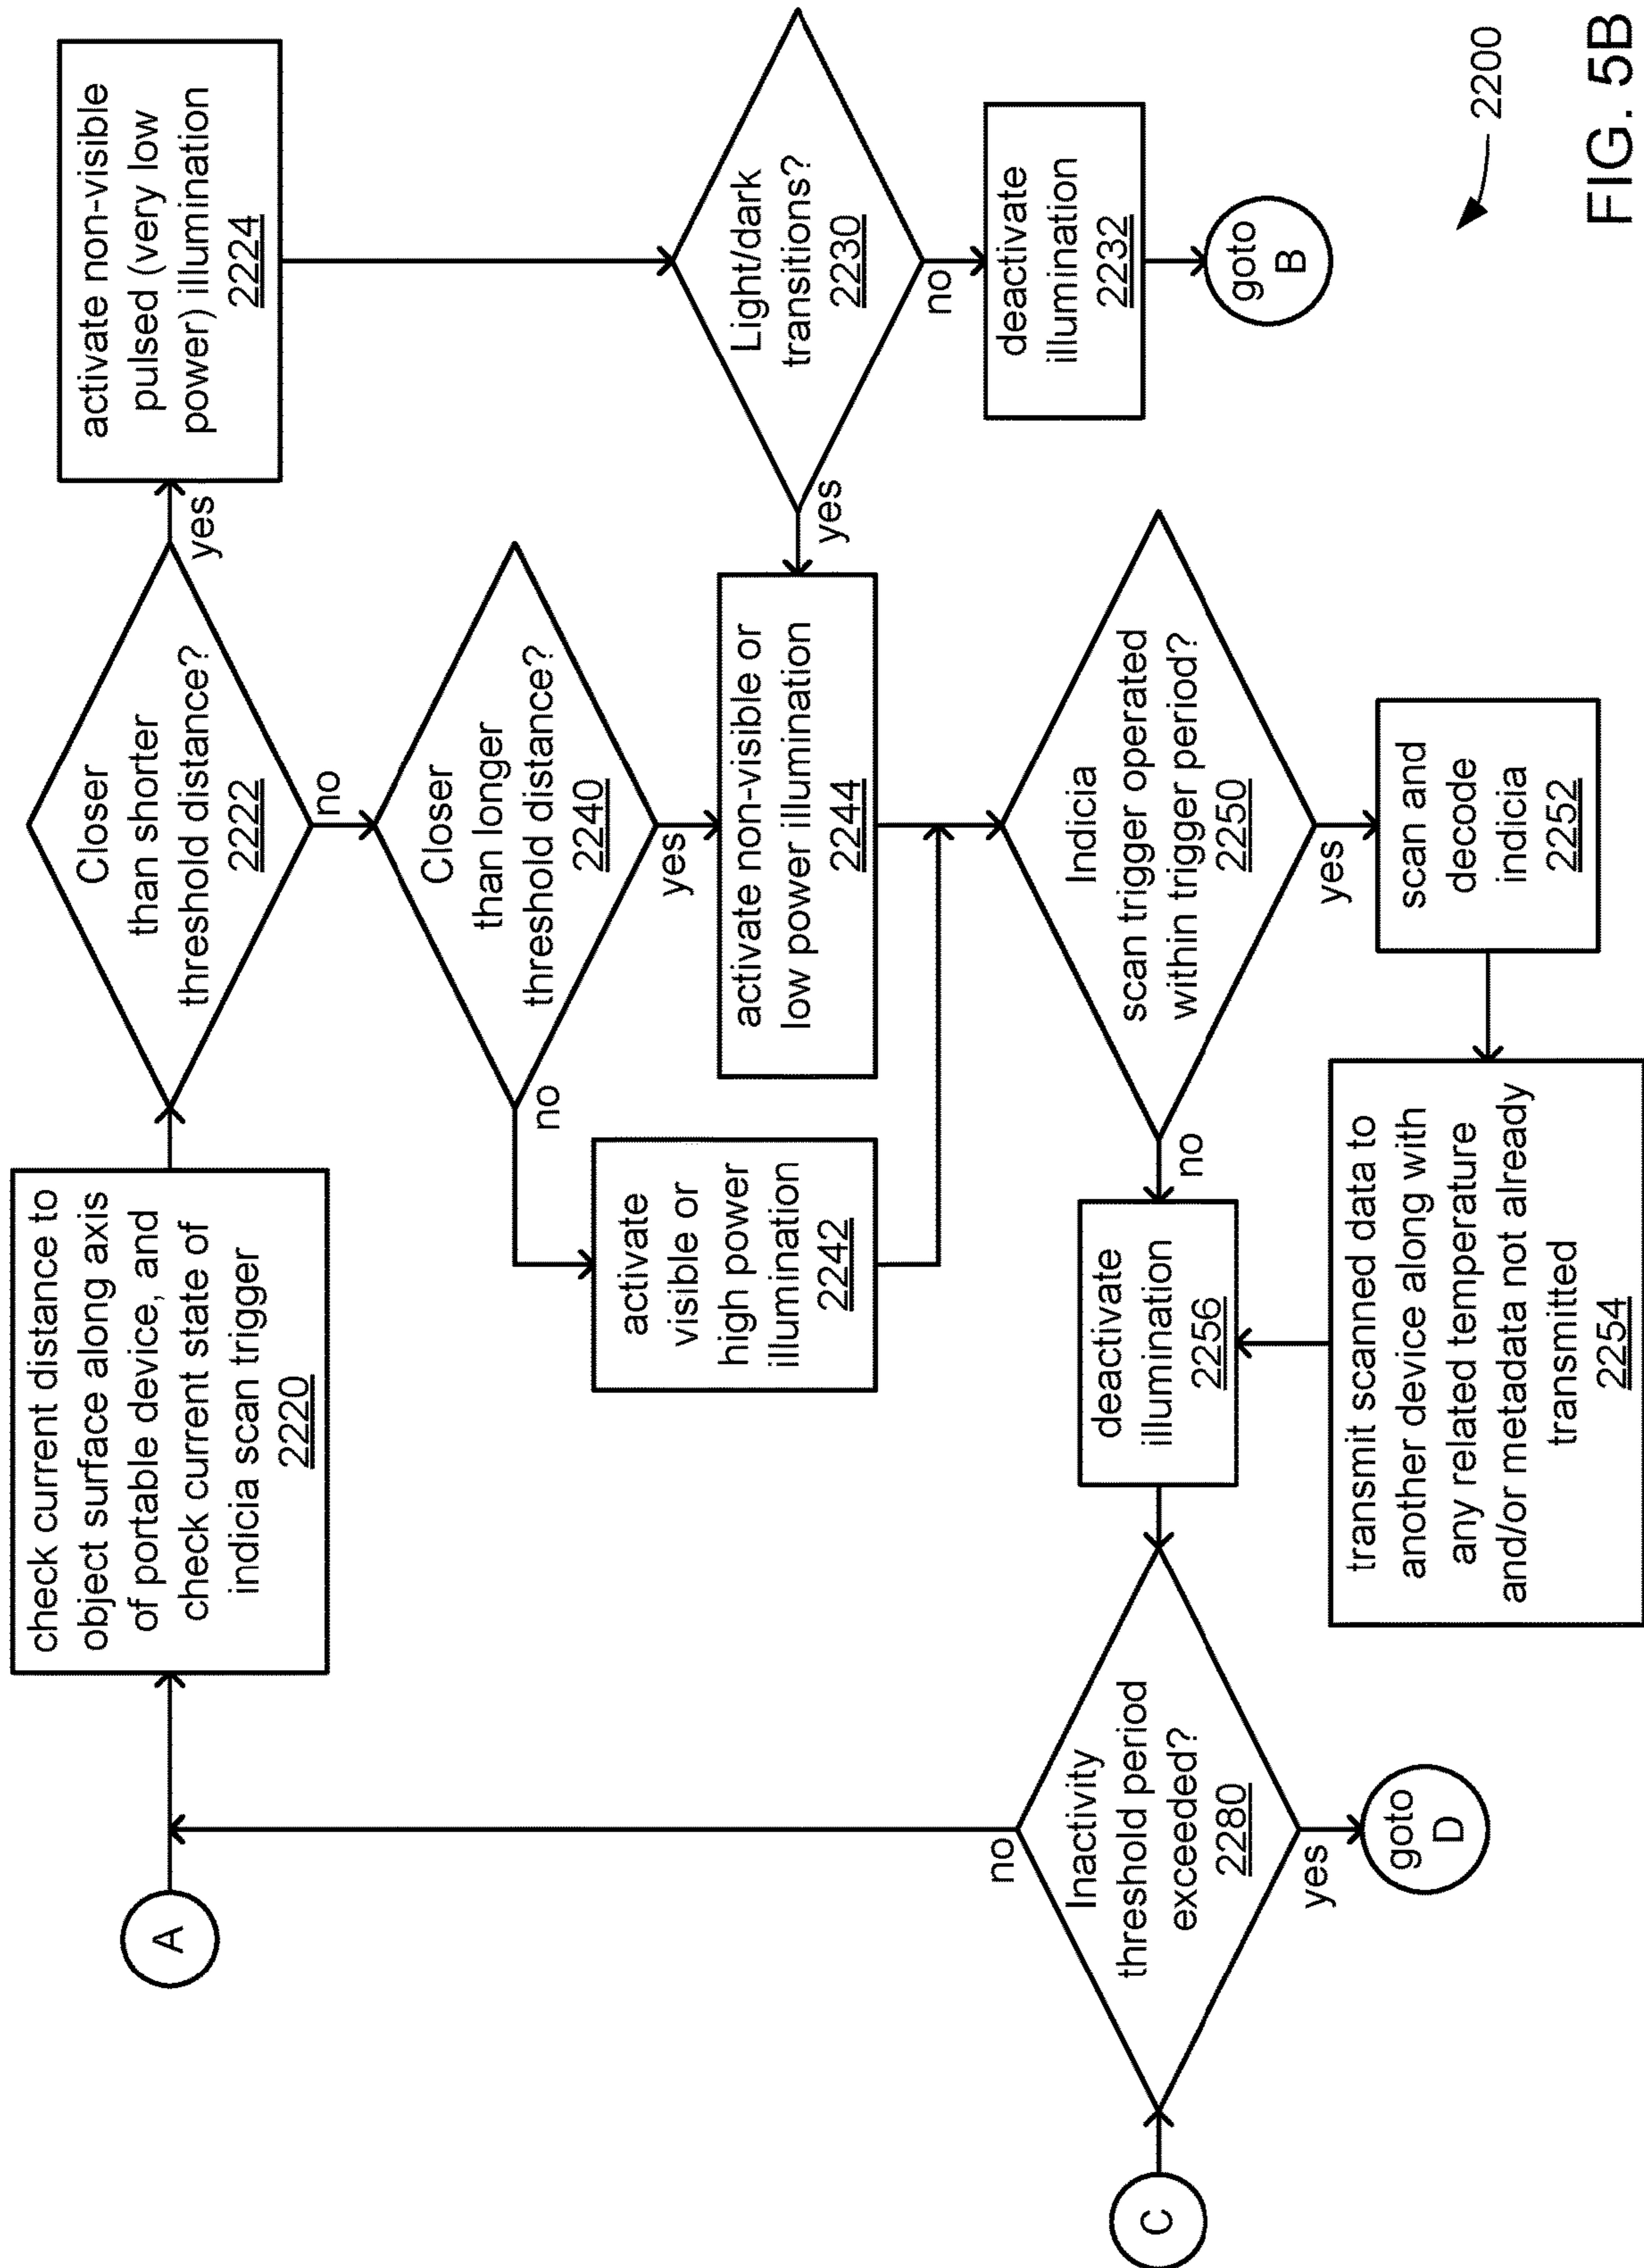 A
check current distance to
object surface along axis
of portable device, and
check current state of
indicia scan trigger
2220
Closer
than shorter
threshold distance?
2222
yes
no
activate non-visible
pulsed (very low
power) illumination
2224
Closer
than longer
threshold distance?
2240
no
yes
Light/dark
transitions?
2230
yes
no
activate
visible or
high power
illumination
2242
activate non-visible or
low power illumination
2244
deactivate
illumination
2232
goto
B
C
Inactivity
threshold period
exceeded?
2280
no
yes
goto
D
deactivate
illumination
2256
Indicia
scan trigger operated
within trigger period?
2250
no
yes
transmit scanned data to
another device along with
any related temperature
and/or metadata not already
transmitted
2254
scan and
decode
indicia
2252
2200
FIG. 5B